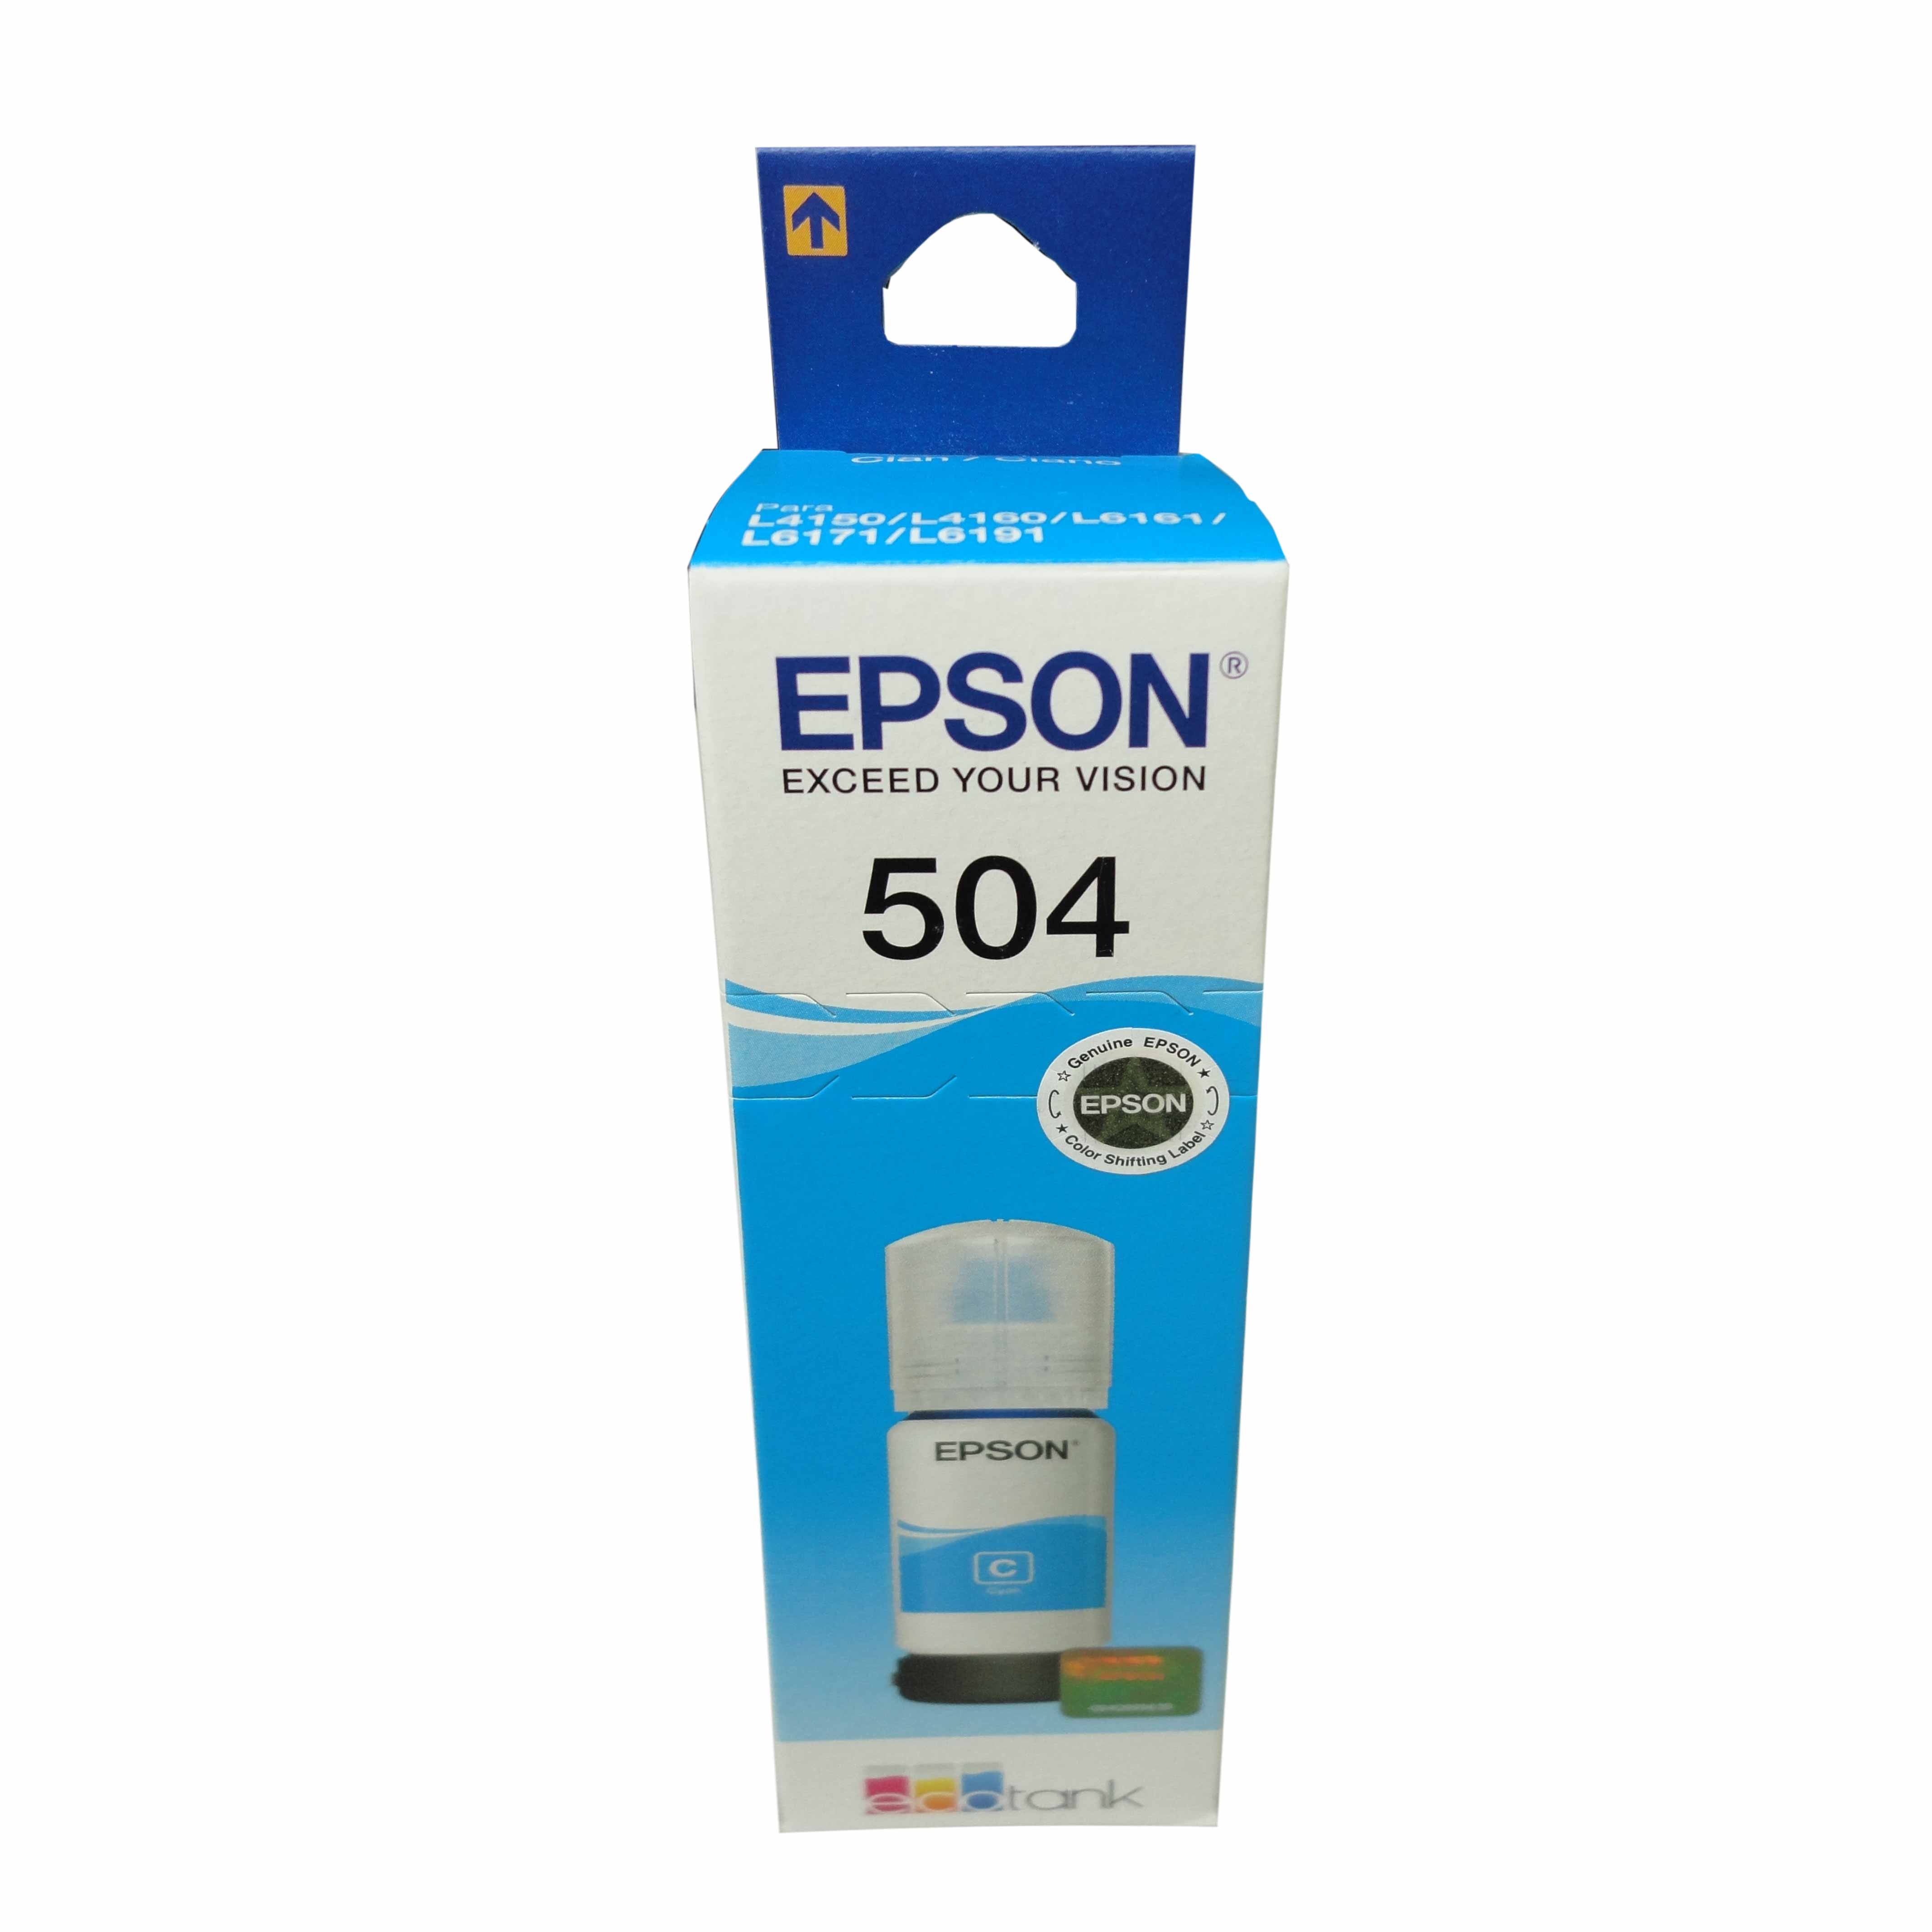 Cian / Ciano
Para
L4150/L4160/L6161/
L6171/L6191
EPSON®
EXCEED YOUR VISION
504
Genuine EPSON
EPSON
Color Shifting Label
EPSON
C
Cyan
ecotank